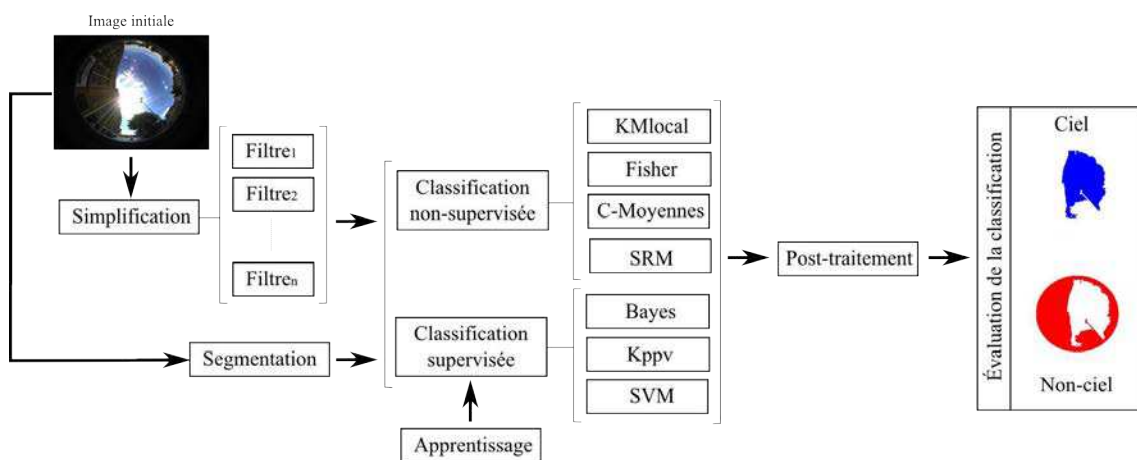 Image initiale
Simplification
Filtre1
Filtre2
Filtren
Classification
non-supervisée
KMlocal
Fisher
C-Moyennes
SRM
Segmentation
Classification
supervisée
Apprentissage
Bayes
Kppv
SVM
Post-traitement
Évaluation de la classification
Ciel
Non-ciel